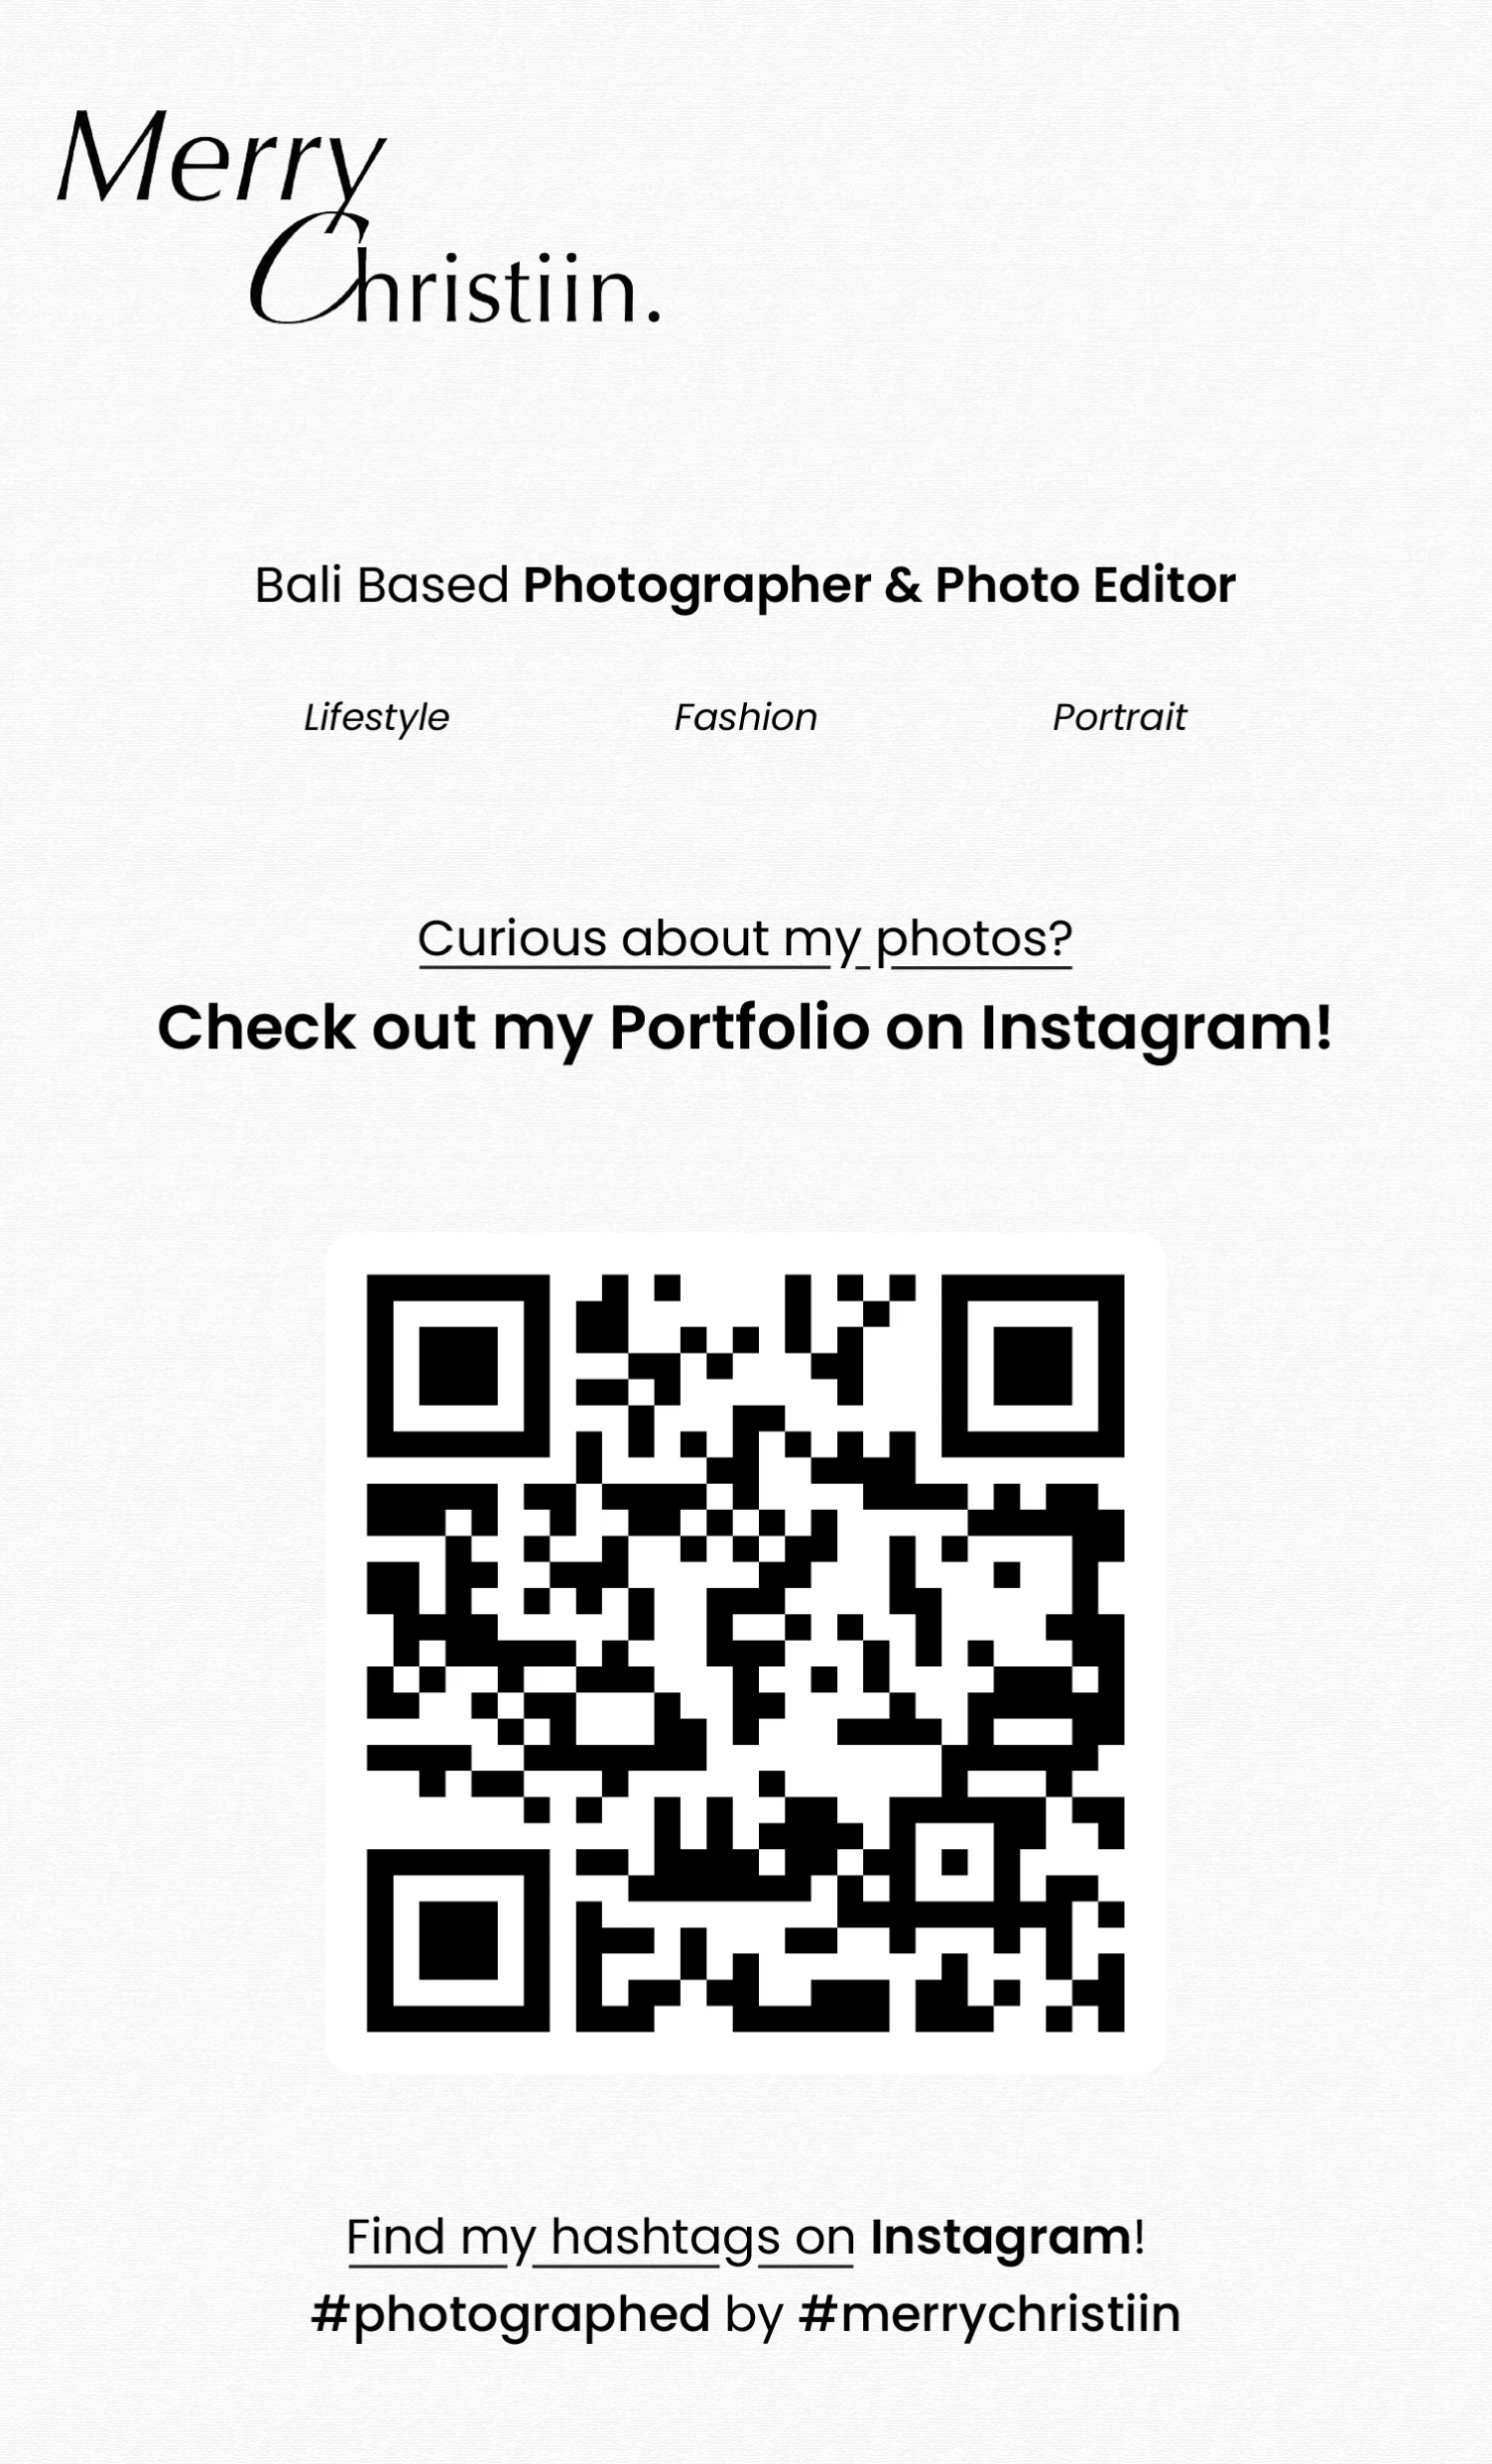 Merry
Christiin.
Bali Based Photographer & Photo Editor
Lifestyle Fashion Portrait
Curious about my photos?
Check out my Portfolio on Instagram!
Find my hashtags on Instagram!
#photographed by #merrychristiin